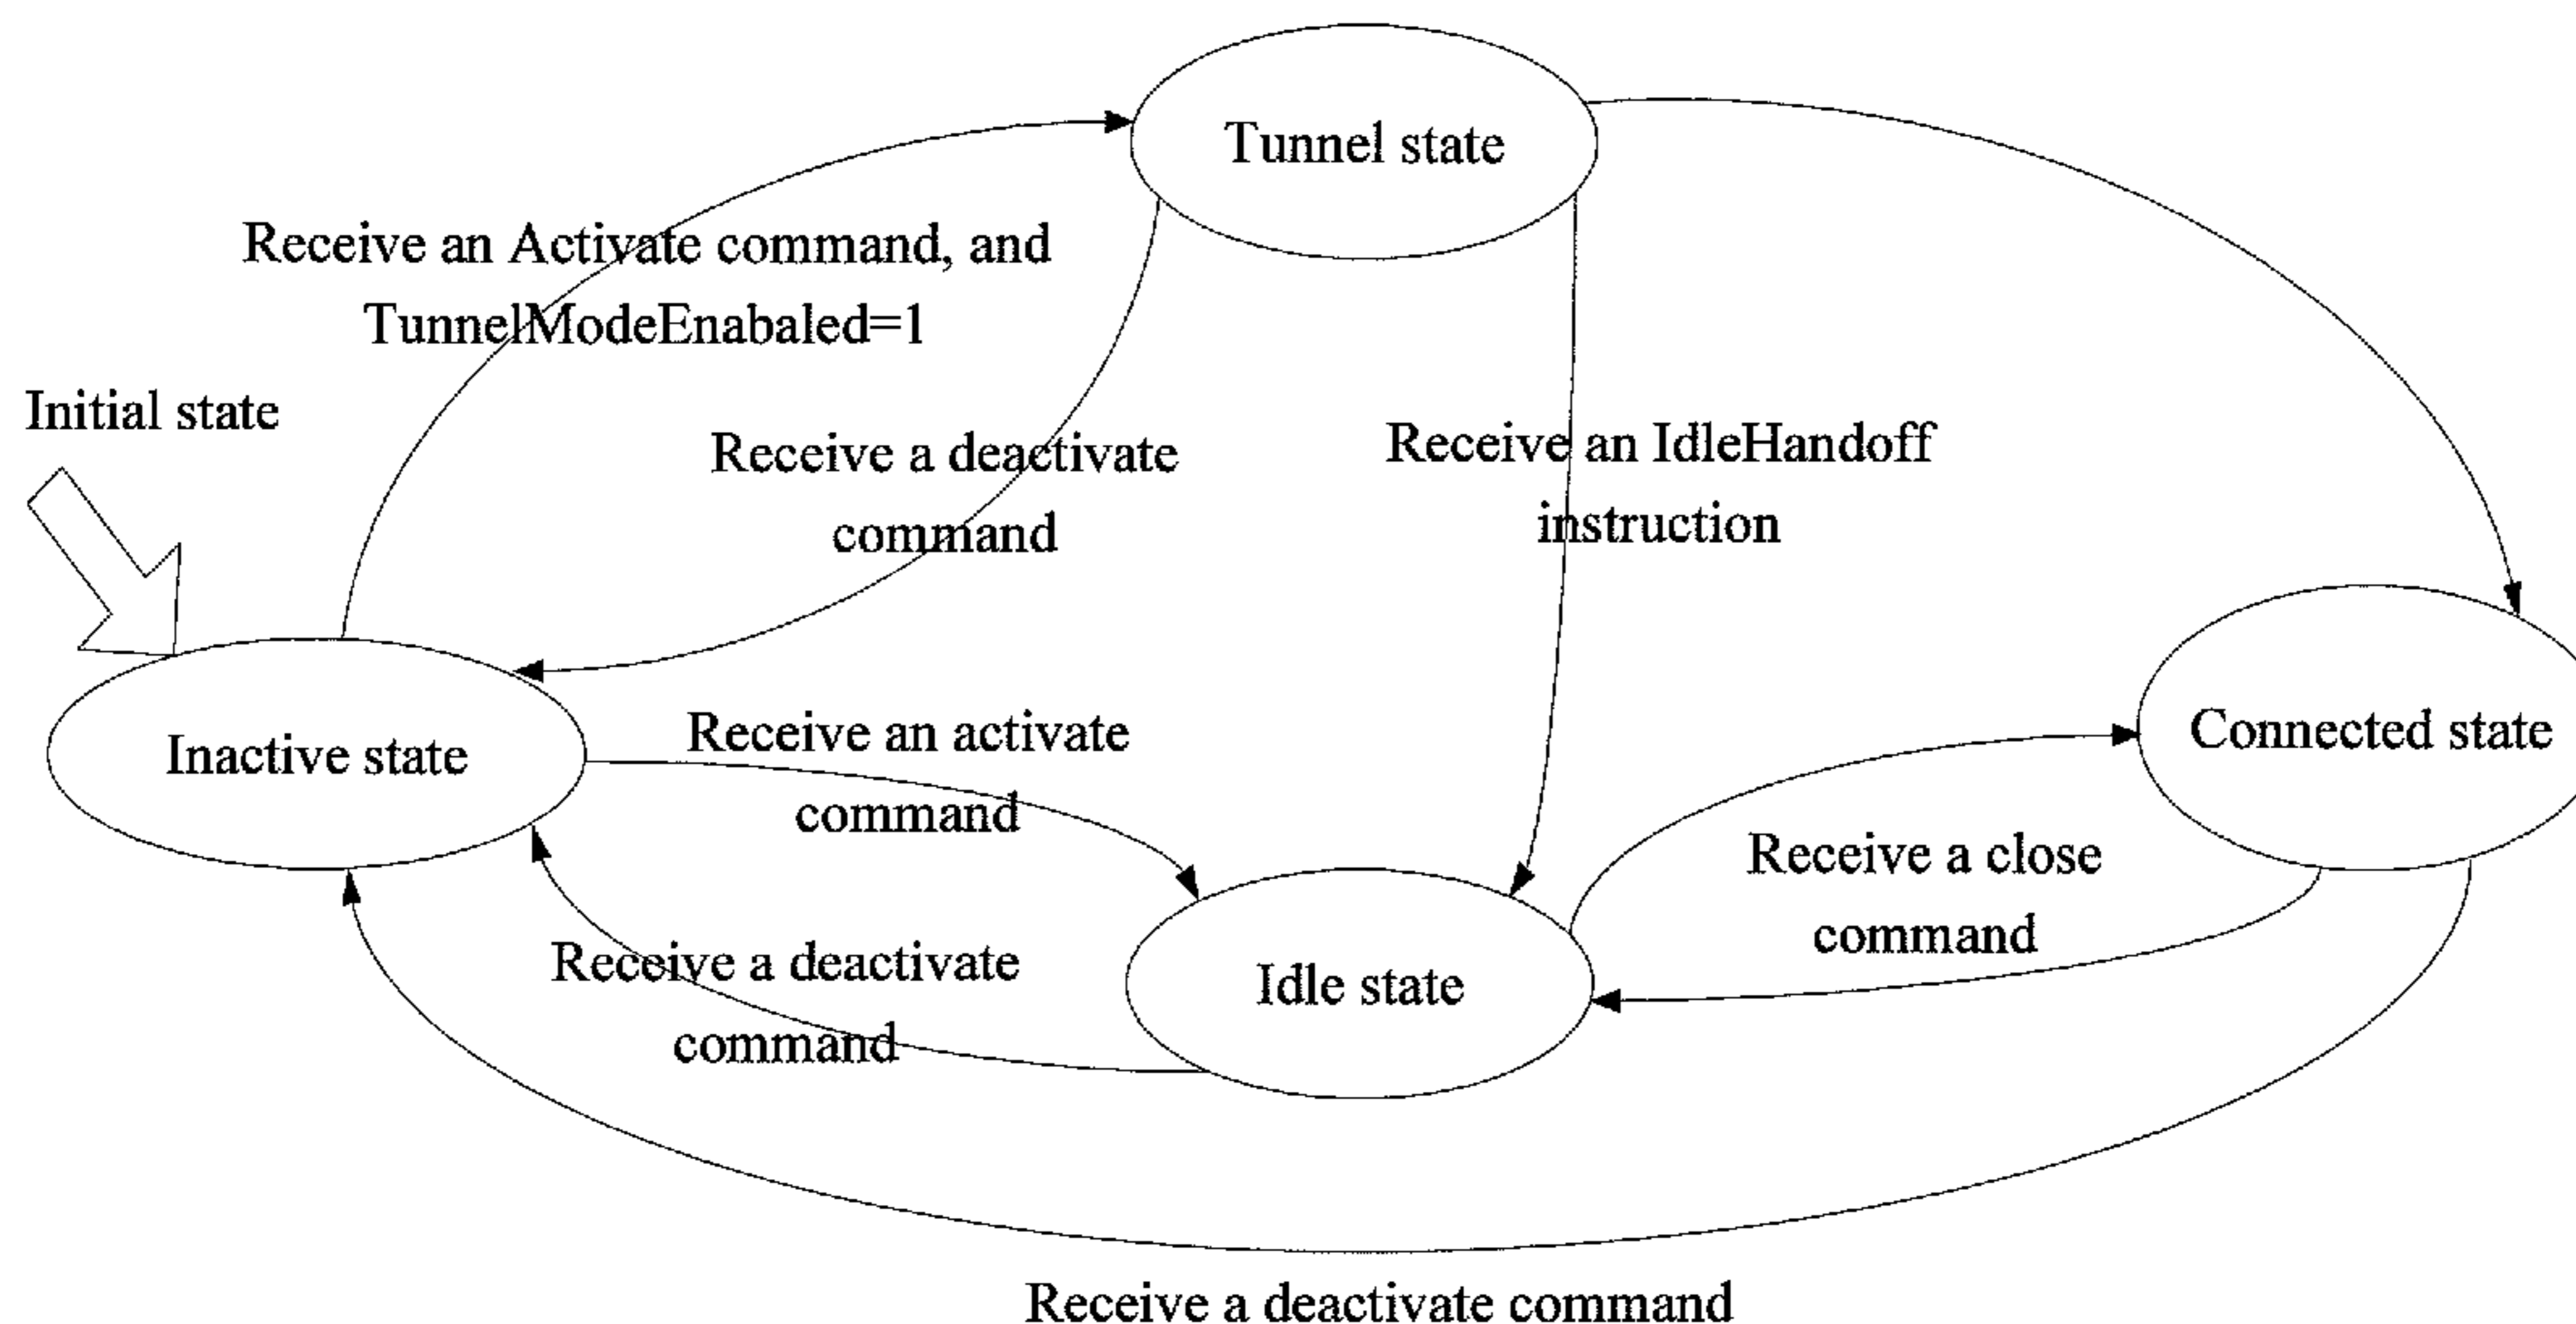 Tunnel state
Receive an Activate command, and
TunnelModeEnabaled=1
Initial state
Receive a deactivate
command
Receive an IdleHandoff
instruction
Inactive state
Receive an activate
command
Connected state
Receive a close
command
Receive a deactivate
command
Idle state
Receive a deactivate command